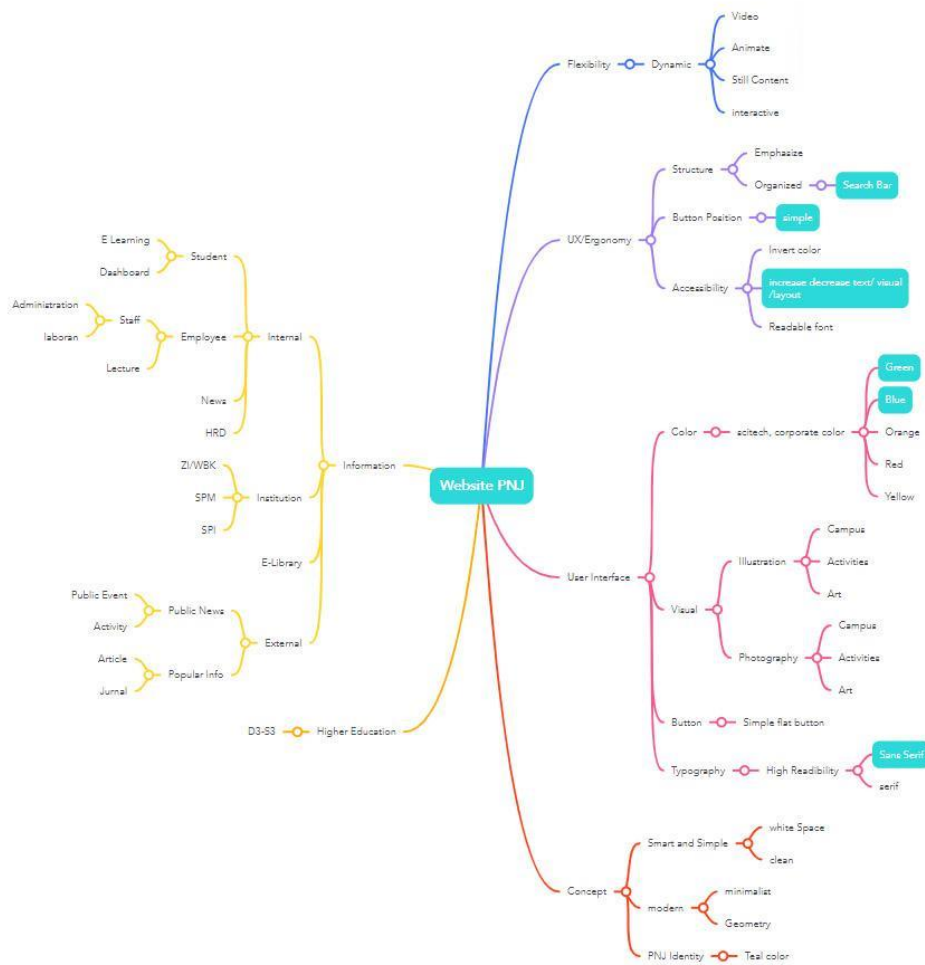 Website PNJ
Flexibility
Dynamic
Video
Animate
Still Content
interactive
UX/Ergonomy
Structure
Emphasize
Organized
Search Bar
Button Position
simple
Accessibility
Invert color
increase decrease text/ visual
/layout
Readable font
User Interface
Color
scitech, corporate color
Green
Blue
Orange
Red
Yellow
Visual
Illustration
Campus
Activities
Art
Photography
Campus
Activities
Art
Button
Simple flat button
Typography
High Readibility
Sans Serif
serif
Concept
Smart and Simple
white Space
clean
modern
minimalist
Geometry
PNJ Identity
Teal color
Information
Internal
Student
E Learning
Dashboard
Employee
Staff
Administration
laboran
Lecture
News
HRD
Institution
ZI/WBK
SPM
SPI
E-Library
External
Public News
Public Event
Activity
Popular Info
Article
Jurnal
Higher Education
D3-S3